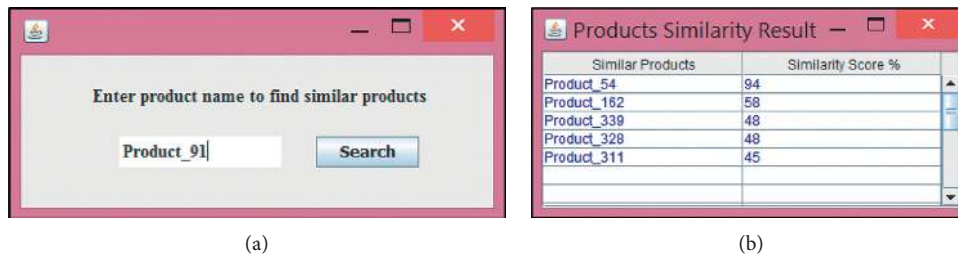 Enter product name to find similar products
Product_91
Search
(a)
Products Similarity Result
Similar Products Similarity Score %
Product_54 94
Product_162 58
Product_339 48
Product_328 48
Product_311 45
(b)